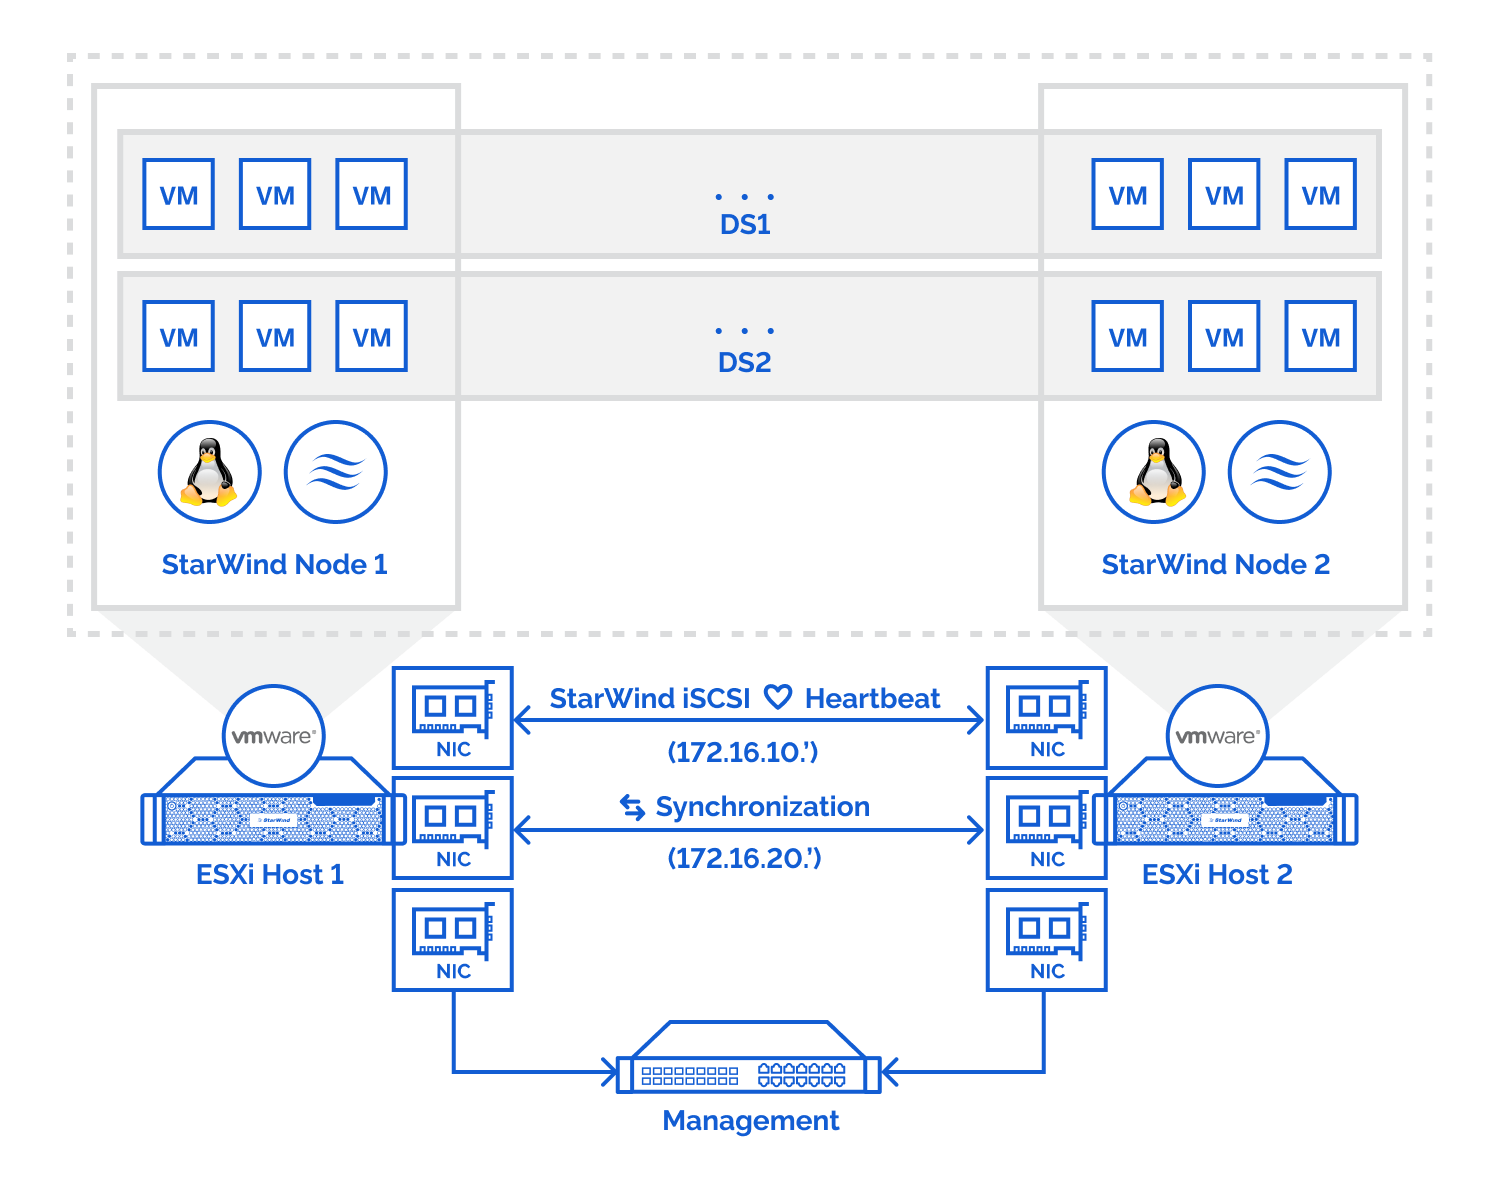 VM VM VM VM VM VM
DS1
VM VM VM VM VM VM
DS2
StarWind Node 1
StarWind Node 2
StarWind iSCSI Heartbeat
(172.16.10.')
NIC
NIC
vmware®
vmware®
Synchronization
(172.16.20.')
StarWind
StarWind
NIC
NIC
ESXi Host 1
ESXi Host 2
NIC
NIC
Management